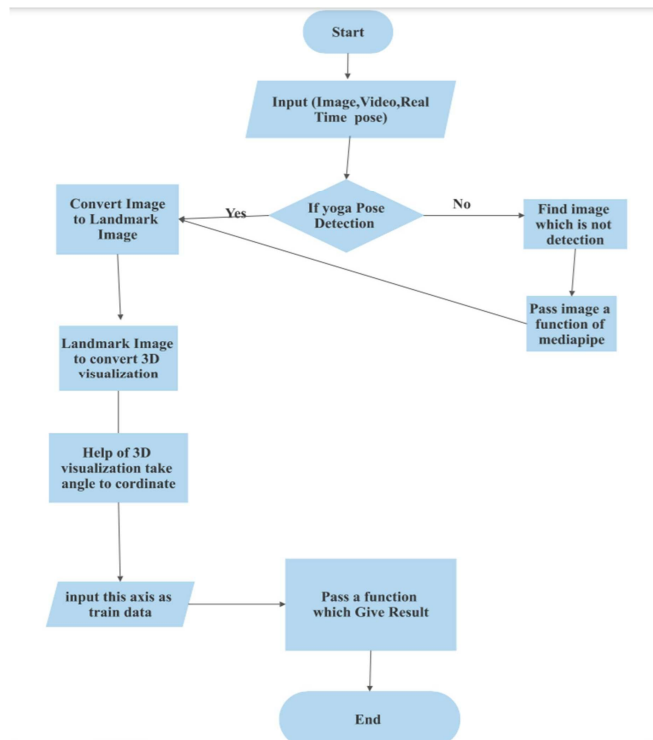 Start
Input (Image,Video,Real
Time pose)
If yoga Pose
Detection
Yes
No
Convert Image
to Landmark
Image
Find image
which is not
detection
Pass image a
function of
mediapipe
Landmark Image
to convert 3D
visualization
Help of 3D
visualization take
angle to cordinate
input this axis as
train data
Pass a function
which Give Result
End